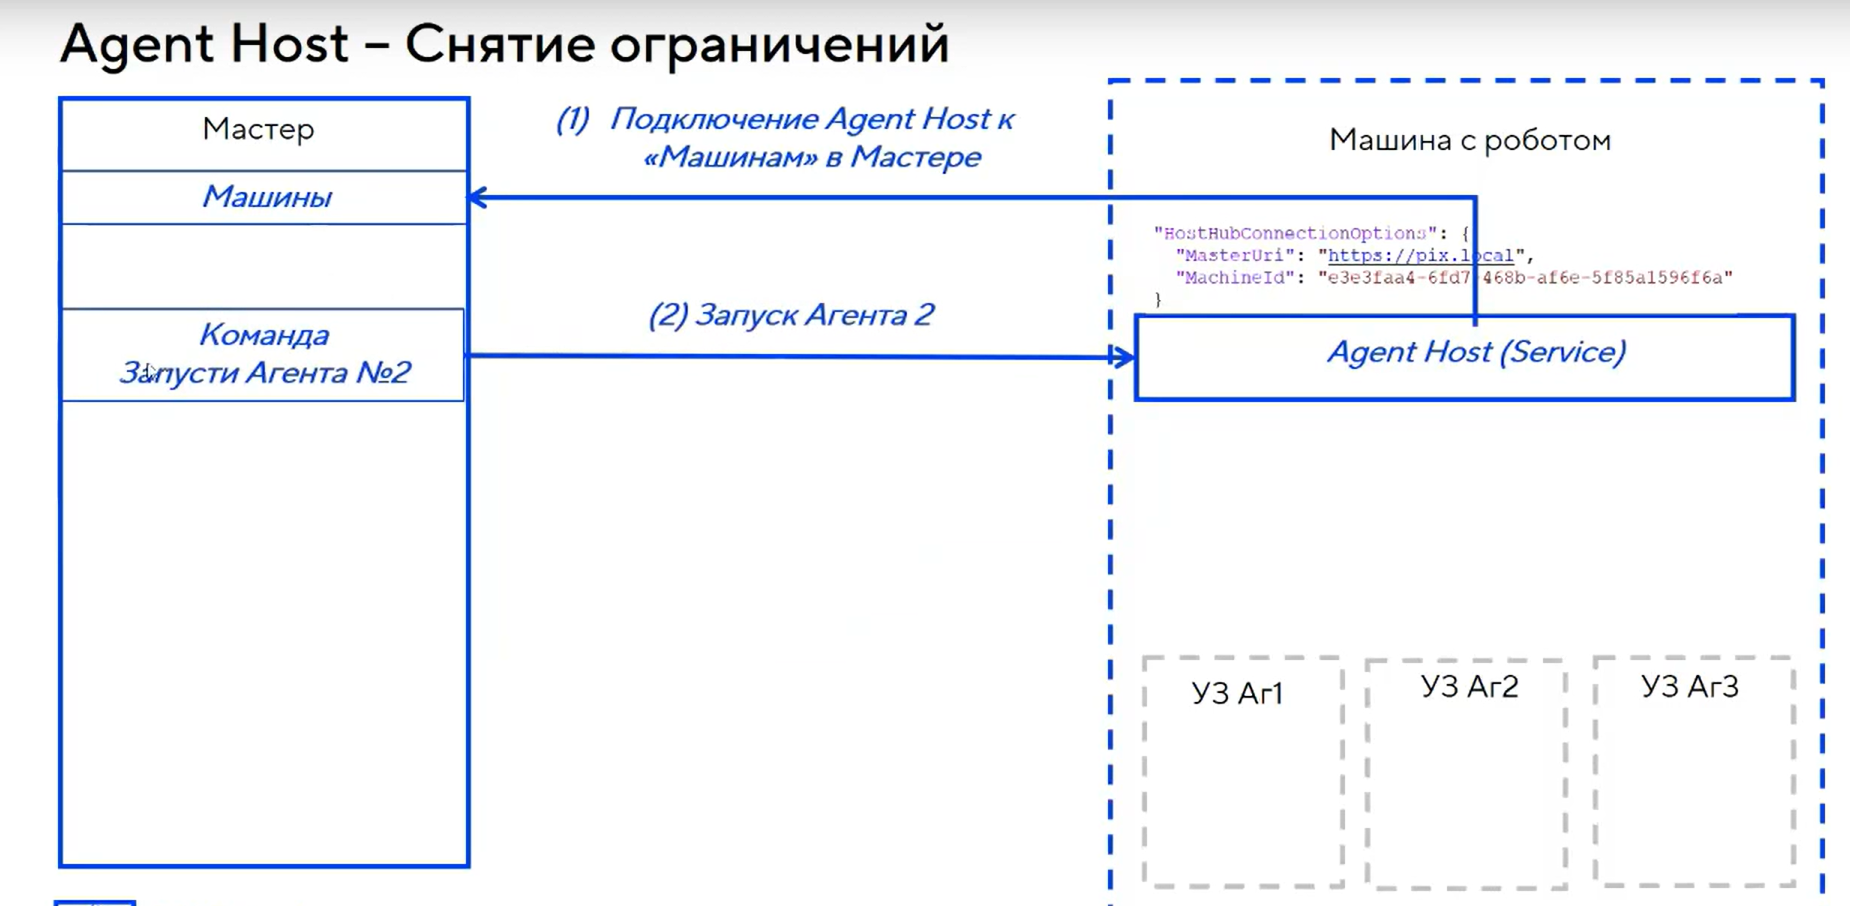 Agent Host – Снятие ограничений
Мастер
Машины
Команда
Запусти Агента №2
(1) Подключение Agent Host к
«Машинам» в Мастере
(2) Запуск Агента 2
Машина с роботом
"HostHubConnectionOptions": {
"MasterUri": "https://pix.local",
"MachineId": "e3e3faa4-6fd7-468b-af6e-5f85a1596f6a"
}
Agent Host (Service)
УЗ Аг1
УЗ Аг2
УЗ Аг3